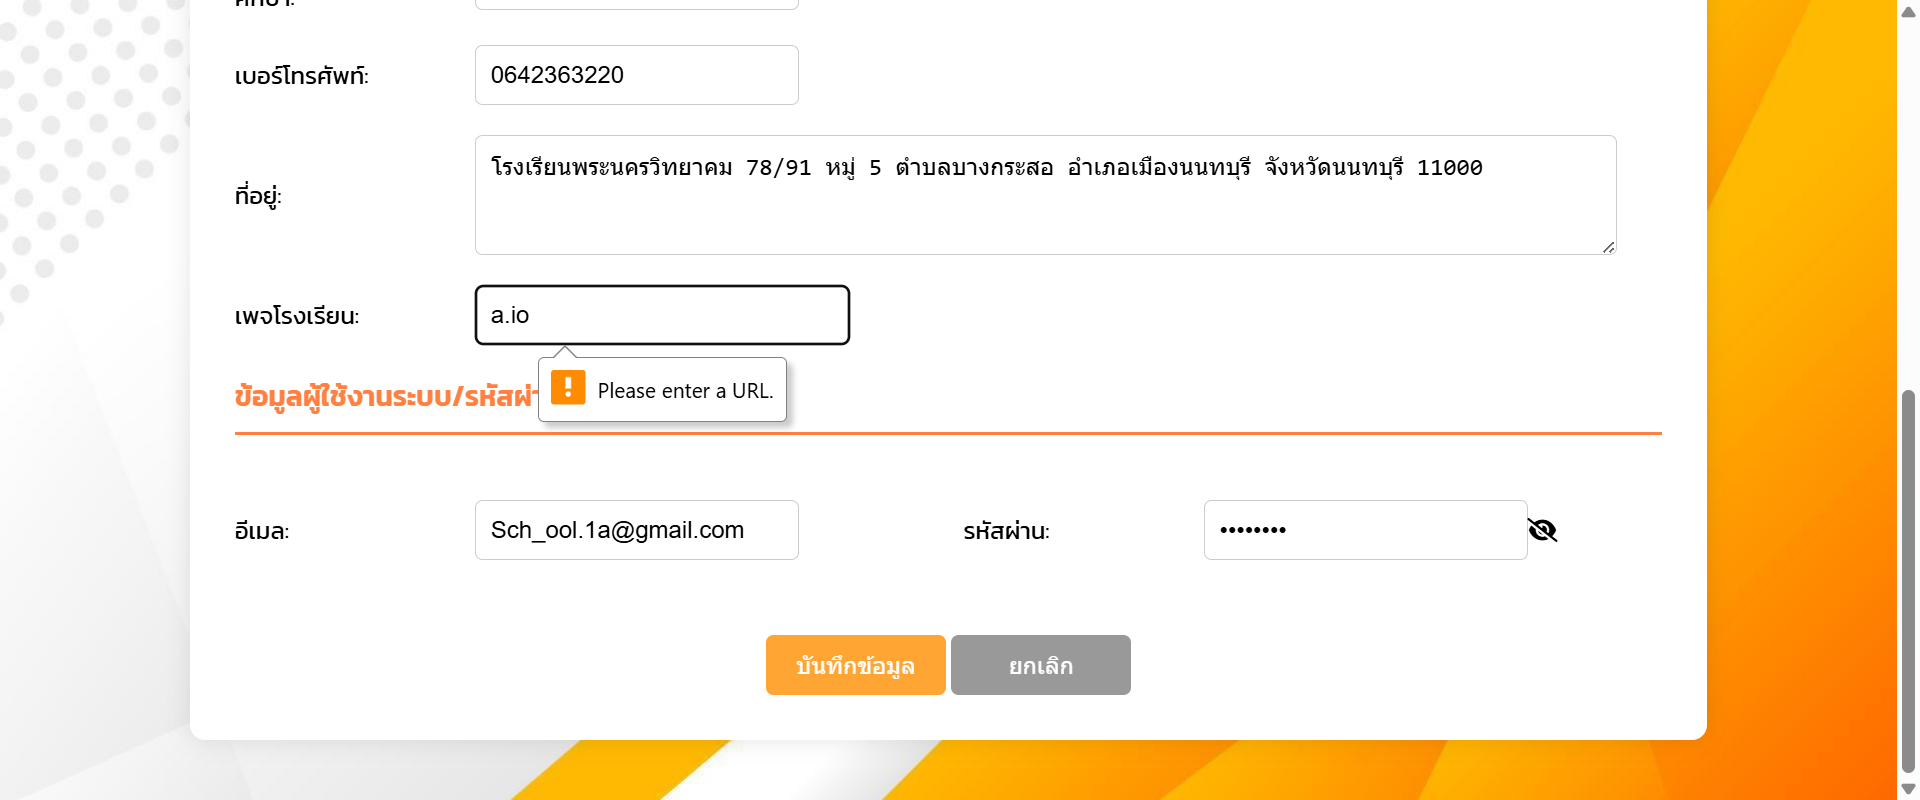 เบอร์โทรศัพท์:
0642363220
ที่อยู่:
โรงเรียนพระนครวิทยาคม 78/91 หมู่ 5 ตำบลบางกระสอ อำเภอเมืองนนทบุรี จังหวัดนนทบุรี 11000
เพจโรงเรียน:
a.io
Please enter a URL.
ข้อมูลผู้ใช้งานระบบ/รหัสผ่า
อีเมล:
Sch_ool.1a@gmail.com
รหัสผ่าน:
••••••••
บันทึกข้อมูล
ยกเลิก